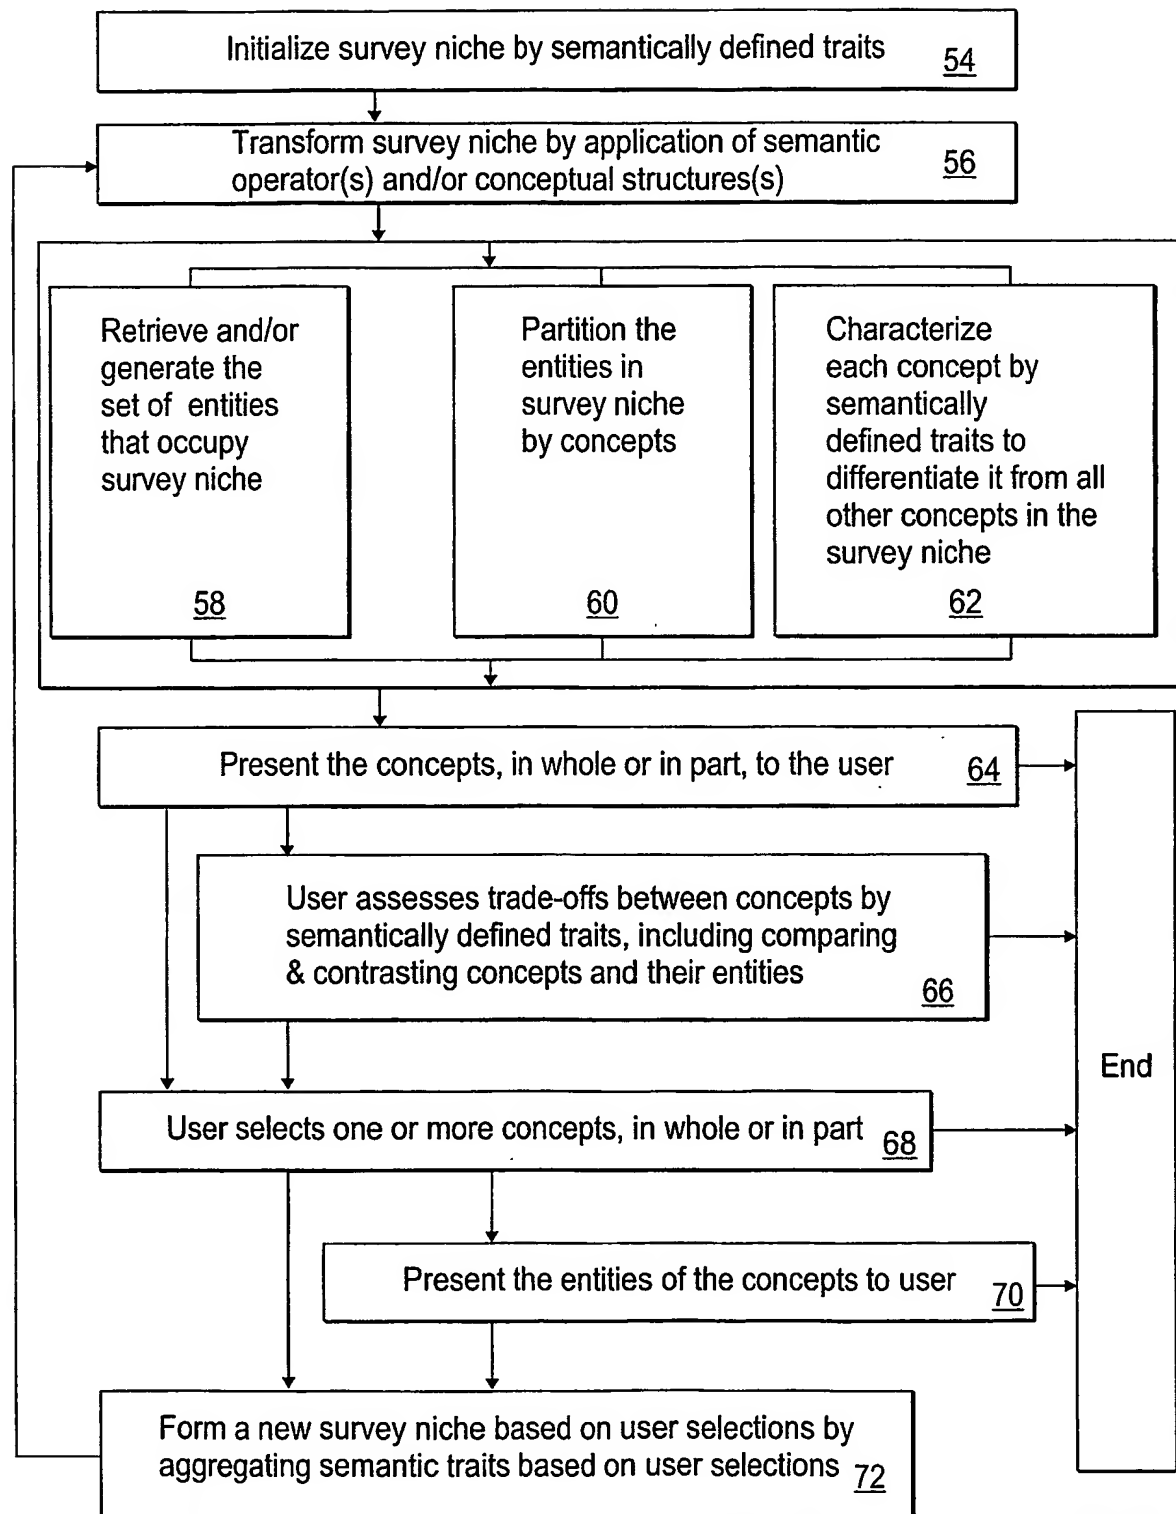 Initialize survey niche by semantically defined traits 54
Transform survey niche by application of semantic
operator(s) and/or conceptual structures(s) 56
Retrieve and/or
generate the
set of entities
that occupy
survey niche
58
Partition the
entities in
survey niche
by concepts
60
Characterize
each concept by
semantically
defined traits to
differentiate it from all
other concepts in the
survey niche
62
Present the concepts, in whole or in part, to the user 64
User assesses trade-offs between concepts by
semantically defined traits, including comparing
& contrasting concepts and their entities
66
End
User selects one or more concepts, in whole or in part 68
Present the entities of the concepts to user 70
Form a new survey niche based on user selections by
aggregating semantic traits based on user selections 72